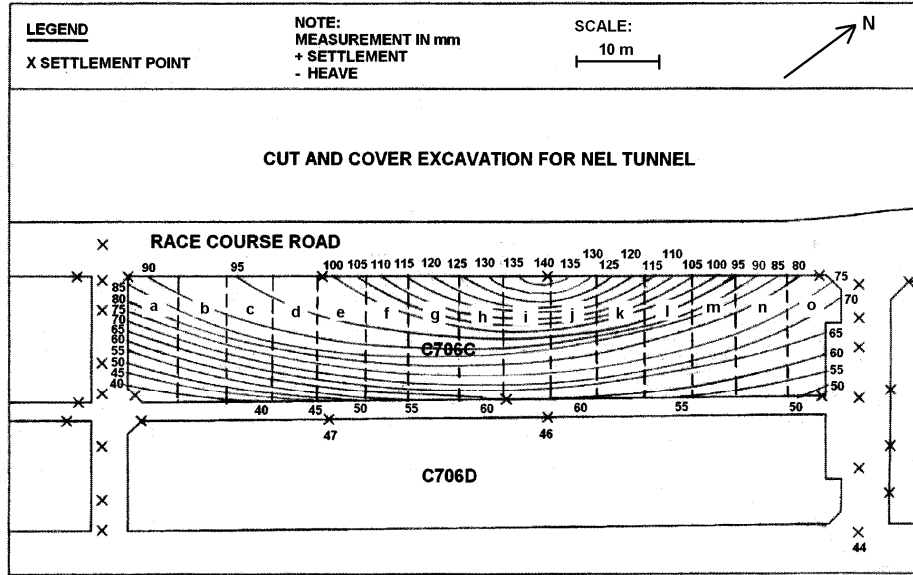 LEGEND
X SETTLEMENT POINT
NOTE:
MEASUREMENT IN mm
+ SETTLEMENT
- HEAVE
SCALE:
10 m
N
CUT AND COVER EXCAVATION FOR NEL TUNNEL
RACE COURSE ROAD
90 95 100 105 110 115 120 125 130 135 140 135 130 125 120 115 110 105 100 95 90 85 80 75
85
80
75
70
65
60
55
50
45
40
a b c d e f g h i j k l m n o
70
65
60
55
50
C706C
40 45 50 55 60 60 55 50
47 46
C706D
44